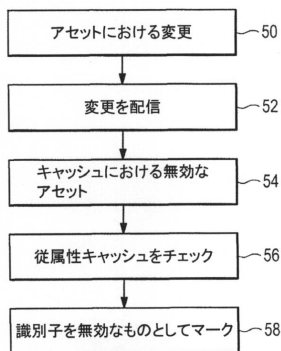 アセットにおける変更
50
変更を配信
52
キャッシュにおける無効な
アセット
54
従属性キャッシュをチェック
56
識別子を無効なものとしてマーク
58